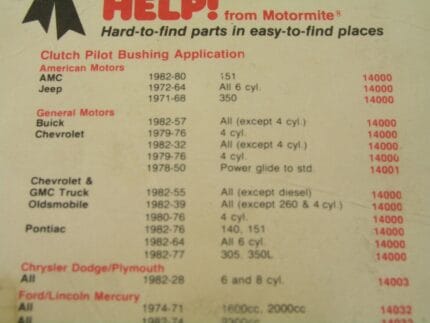 HELP! from Motormite®
Hard-to-find parts in easy-to-find places
Clutch Pilot Bushing Application
American Motors
AMC 1982-80 151 14000
Jeep 1972-64 All 6 cyl. 14000
1971-68 350 14000
General Motors
Buick 1982-57 All (except 4 cyl.) 14000
Chevrolet 1979-76 4 cyl. 14000
1982-32 All (except 4 cyl.) 14000
1979-76 4 cyl. 14000
1978-50 Power glide to std. 14001
Chevrolet &
GMC Truck 1982-55 All (except diesel) 14000
Oldsmobile 1982-39 All (except 260 & 4 cyl.) 14000
1980-76 4 cyl. 14000
Pontiac 1982-76 140, 151 14000
1982-64 All 6 cyl. 14000
1982-77 305, 350L 14000
Chrysler Dodge/Plymouth
All 1982-28 6 and 8 cyl. 14003
Ford/Lincoln Mercury
All 1974-71 1600cc, 2000cc 14032
All 1982-74 2300cc